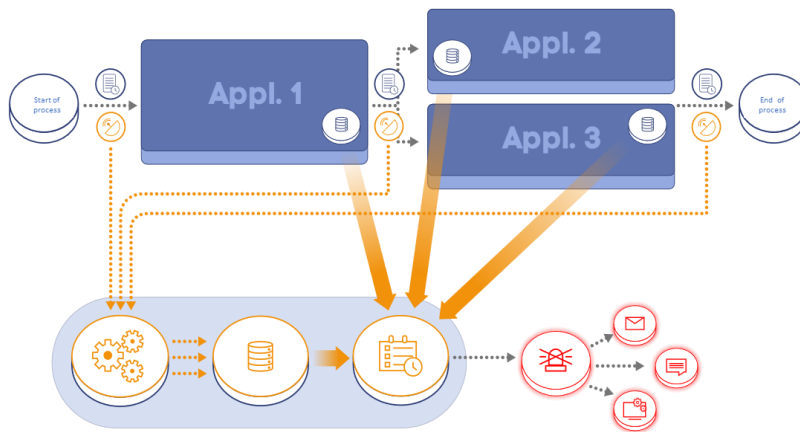 Start of
process
Appl. 1
Appl. 2
Appl. 3
End of
process